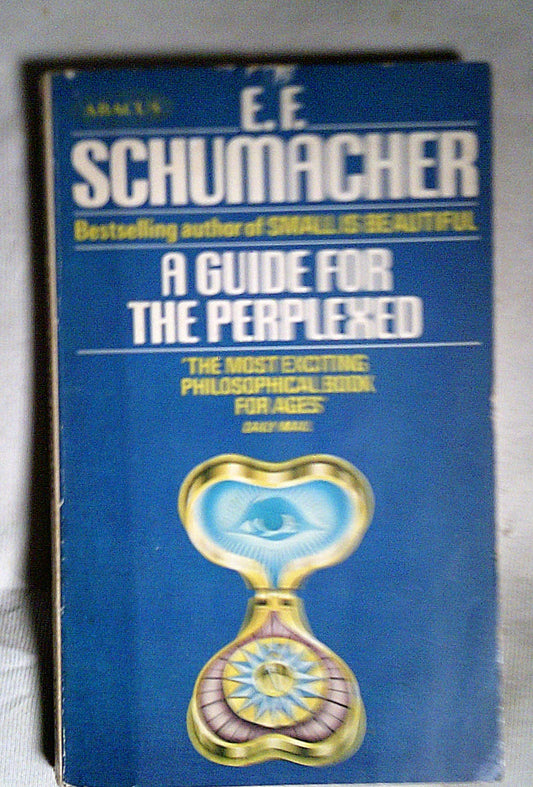 ABACUS
E.F.
SCHUMACHER
Bestselling author of SMALL IS BEAUTIFUL
A GUIDE FOR
THE PERPLEXED
'THE MOST EXCITING
PHILOSOPHICAL BOOK
FOR AGES'
DAILY MAIL